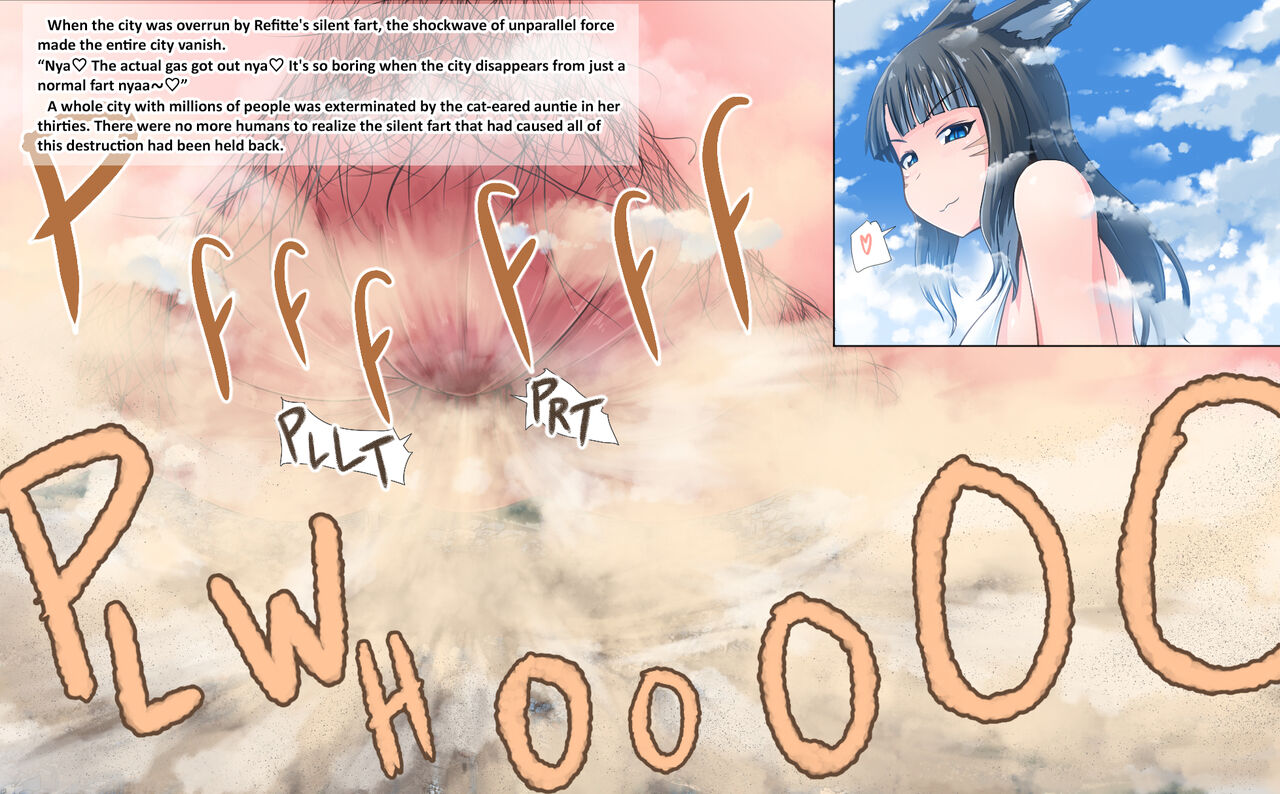 When the city was overrun by Refitte's silent fart, the shockwave of unparallel force
made the entire city vanish.
“Nya♡ The actual gas got out nya♡ It's so boring when the city disappears from just a
normal fart nyaa~♡”
A whole city with millions of people was exterminated by the cat-eared auntie in her
thirties. There were no more humans to realize the silent fart that had caused all of
this destruction had been held back.
PFFFFFF
PLLT
PRT
PLWHOOOOO